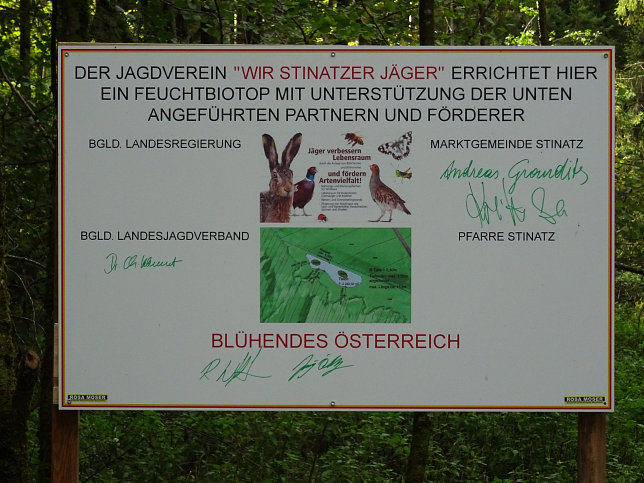 DER JAGDVEREIN "WIR STINATZER JÄGER" ERRICHTET HIER
EIN FEUCHTBIOTOP MIT UNTERSTÜTZUNG DER UNTEN
ANGEFÜHRTEN PARTNERN UND FÖRDERER
BGLD. LANDESREGIERUNG
Jäger verbessern
Lebensraum
und fördern
Artenvielfalt!
MARKTGEMEINDE STINATZ
Andreas
BGLD. LANDESJAGDVERBAND
PFARRE STINATZ
BLÜHENDES ÖSTERREICH
ROSA MOSER
ROSA MOSER